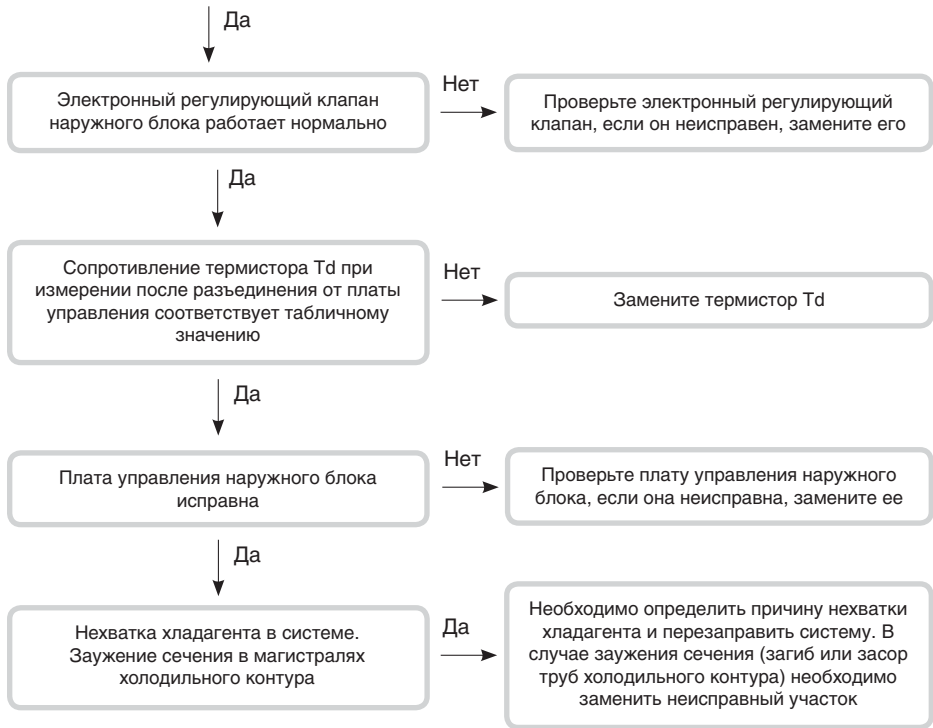 Да
Электронный регулирующий клапан
наружного блока работает нормально
Нет
Проверьте электронный регулирующий
клапан, если он неисправен, замените его
Да
Сопротивление термистора Td при
измерении после разъединения от платы
управления соответствует табличному
значению
Нет
Замените термистор Td
Да
Плата управления наружного блока
исправна
Нет
Проверьте плату управления наружного
блока, если она неисправна, замените ее
Да
Нехватка хладагента в системе.
Заужение сечения в магистралях
холодильного контура
Да
Необходимо определить причину нехватки
хладагента и перезаправить систему. В
случае заужения сечения (загиб или засор
труб холодильного контура) необходимо
заменить неисправный участок